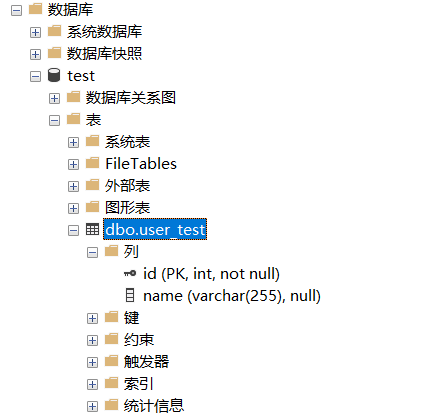 数据库
系统数据库
数据库快照
test
数据库关系图
表
系统表
FileTables
外部表
图形表
dbo.user_test
列
id (PK, int, not null)
name (varchar(255), null)
键
约束
触发器
索引
统计信息